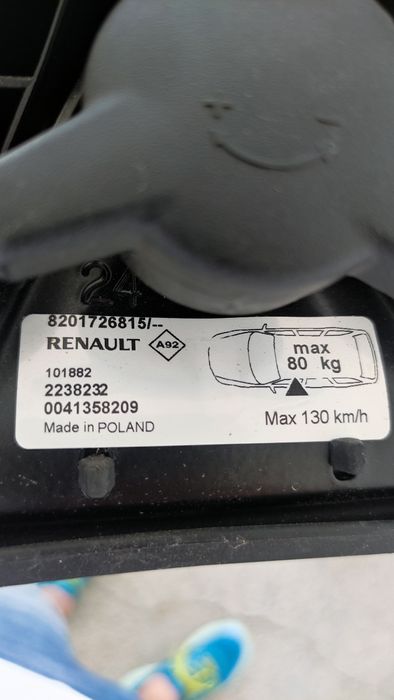 24
8201726815/--
RENAULT A92
max
80 kg
101882
2238232
0041358209
Made in POLAND
Max 130 km/h